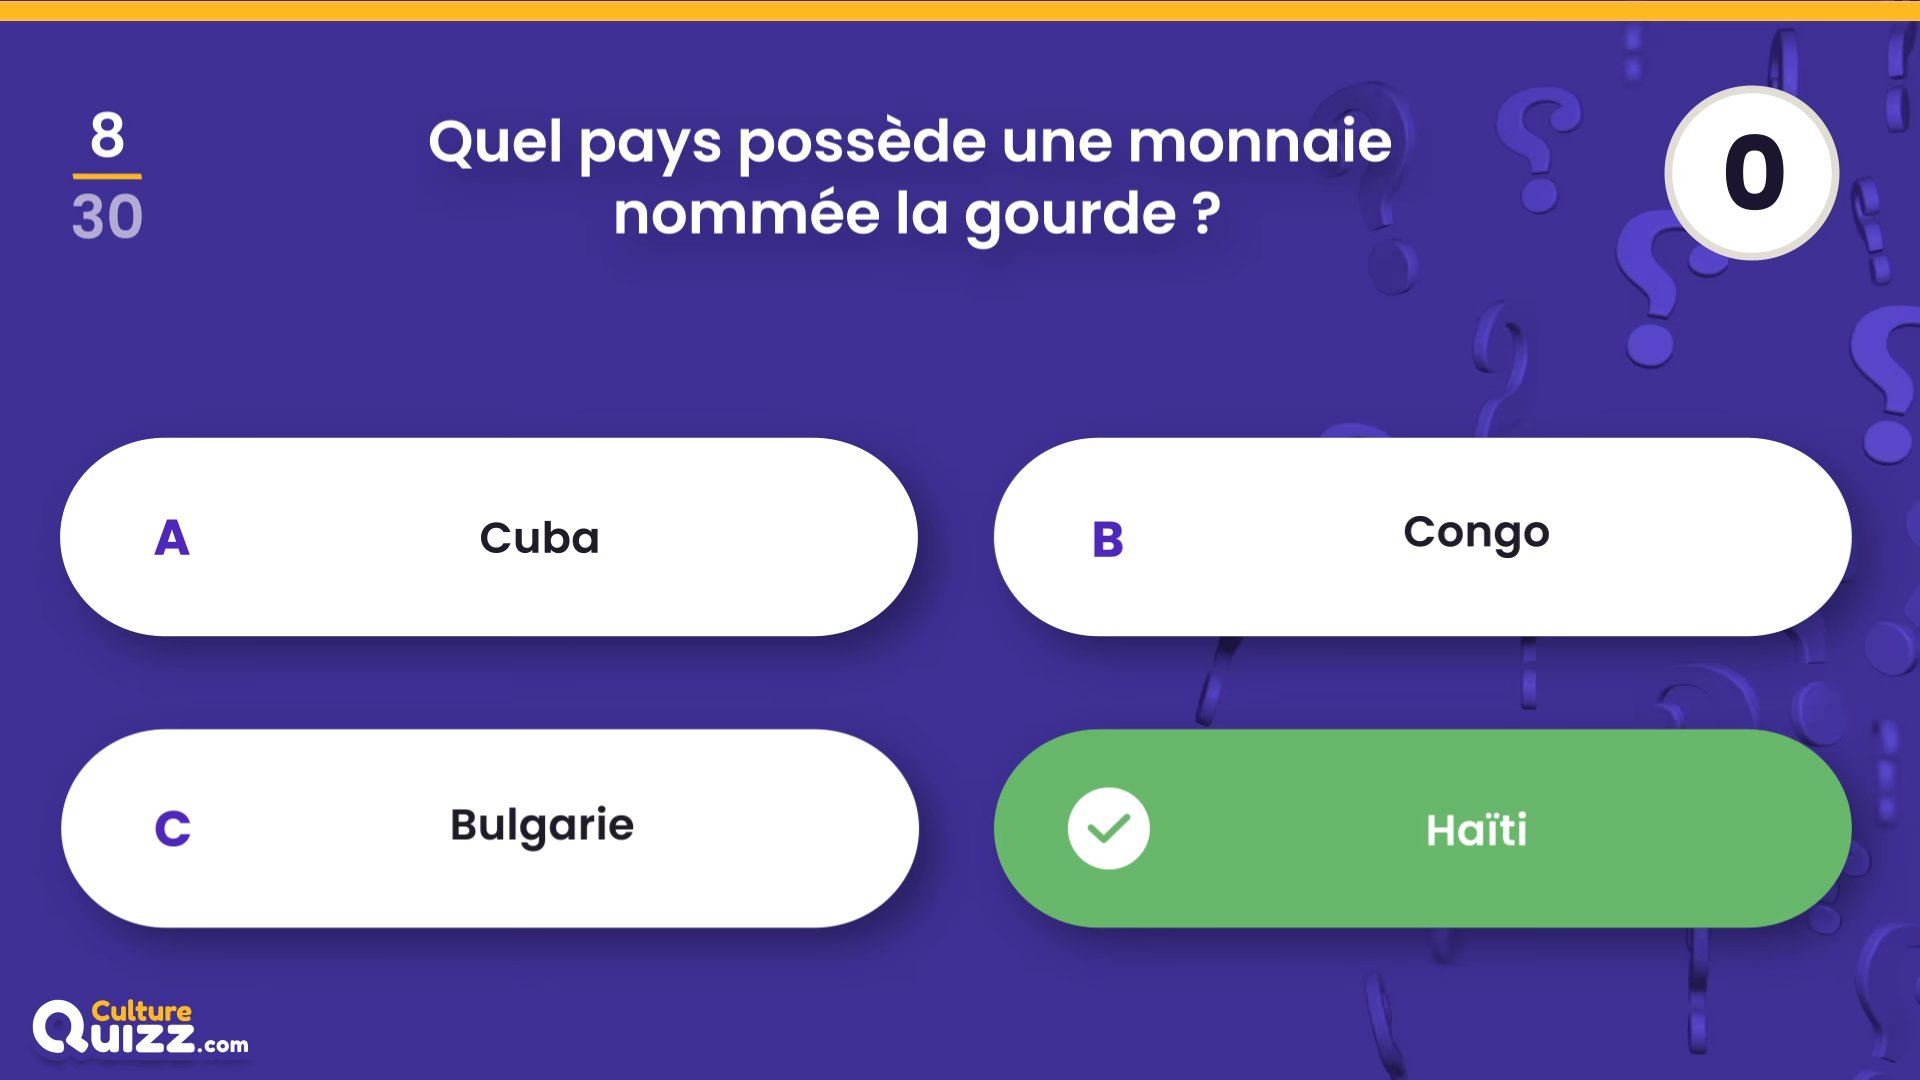 8
30
Quel pays possède une monnaie
nommée la gourde ?
0
A
Cuba
B
Congo
C
Bulgarie
Haïti
Culture
Quizz.com